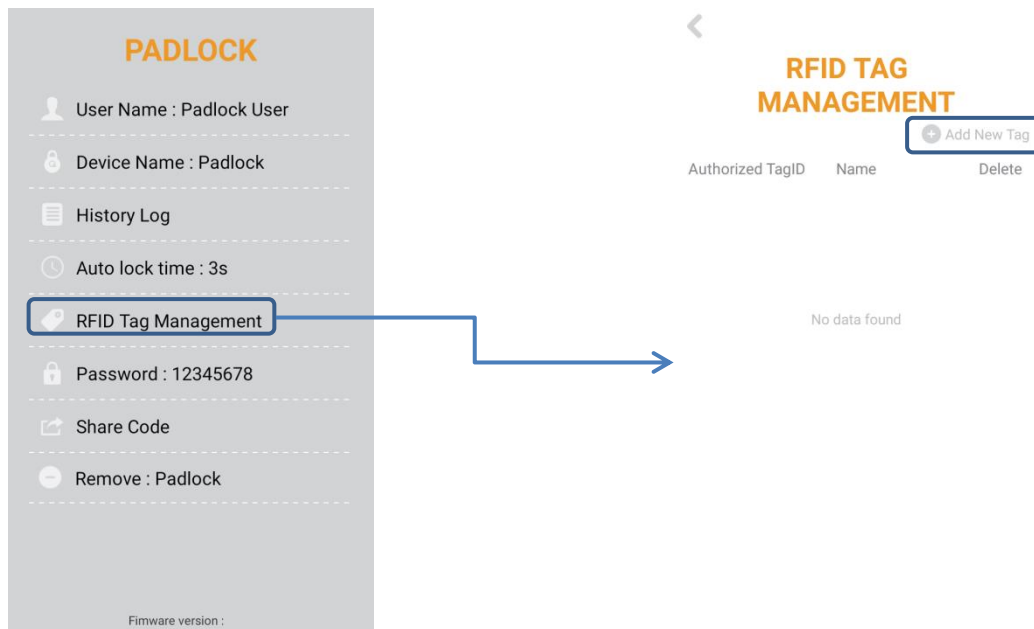 PADLOCK
User Name : Padlock User
Device Name : Padlock
History Log
Auto lock time : 3s
RFID Tag Management
Password : 12345678
Share Code
Remove : Padlock
Fimware version :
RFID TAG
MANAGEMENT
Add New Tag
Authorized TagID Name Delete
No data found